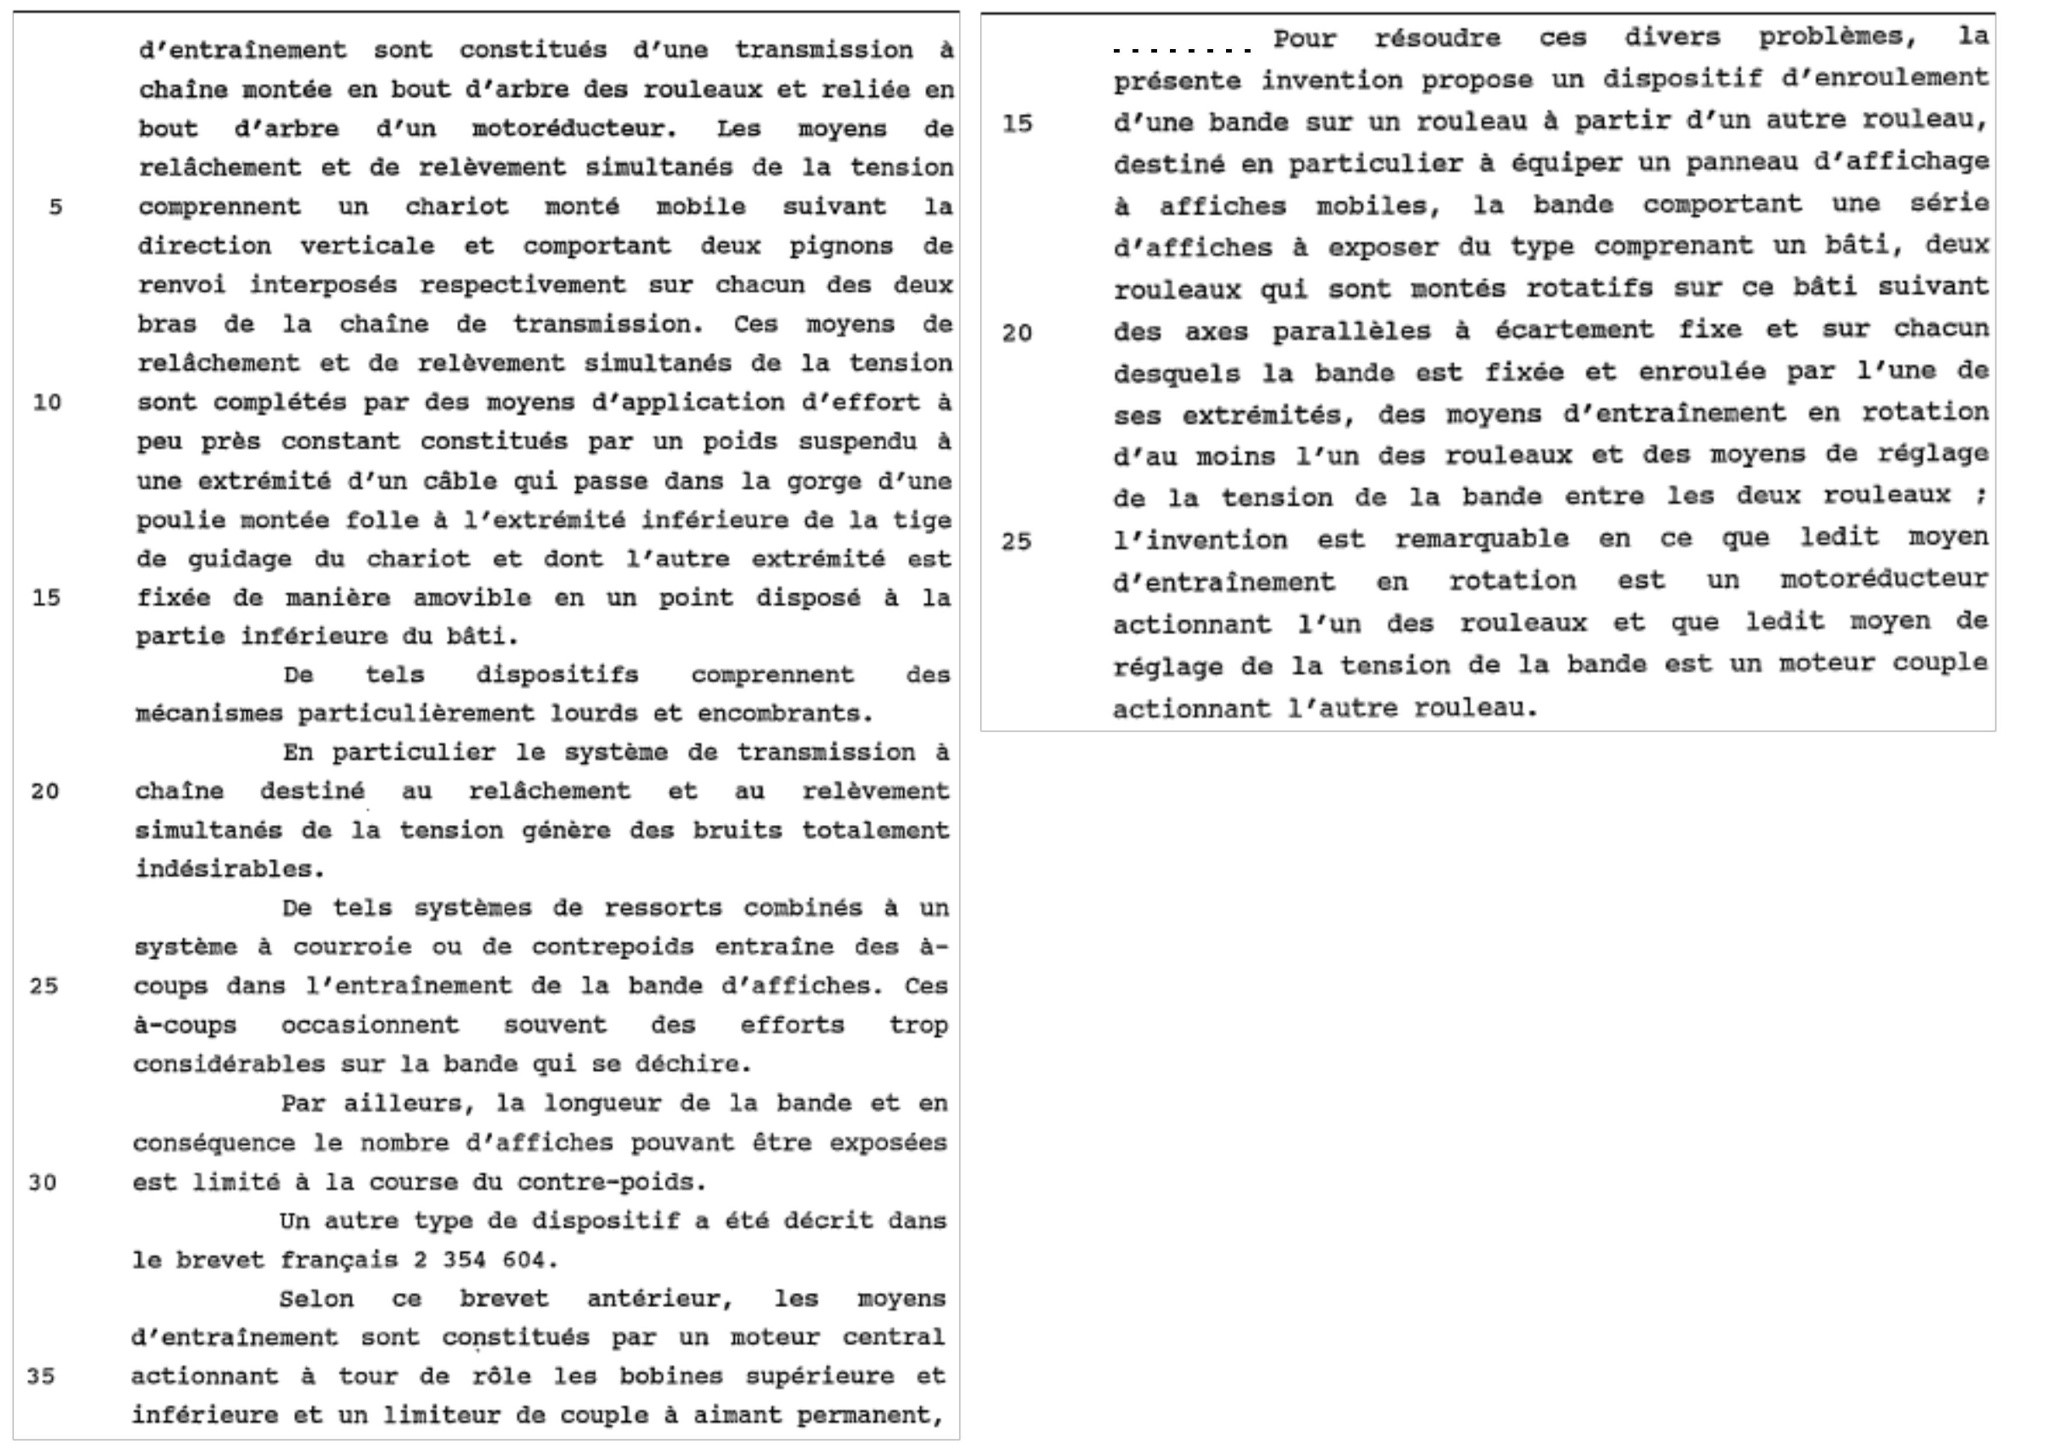 d'entraînement sont constitués d'une transmission à
chaîne montée en bout d'arbre des rouleaux et reliée en
bout d'arbre d'un motoréducteur. Les moyens de
relâchement et de relèvement simultanés de la tension
5 comprennent un chariot monté mobile suivant la
direction verticale et comportant deux pignons de
renvoi interposés respectivement sur chacun des deux
bras de la chaîne de transmission. Ces moyens de
relâchement et de relèvement simultanés de la tension
10 sont complétés par des moyens d'application d'effort à
peu près constant constitués par un poids suspendu à
une extrémité d'un câble qui passe dans la gorge d'une
poulie montée folle à l'extrémité inférieure de la tige
de guidage du chariot et dont l'autre extrémité est
15 fixée de manière amovible en un point disposé à la
partie inférieure du bâti.
De tels dispositifs comprennent des
mécanismes particulièrement lourds et encombrants.
En particulier le système de transmission à
20 chaîne destiné au relâchement et au relèvement
simultanés de la tension génère des bruits totalement
indésirables.
De tels systèmes de ressorts combinés à un
système à courroie ou de contrepoids entraîne des à-
25 coups dans l'entraînement de la bande d'affiches. Ces
à-coups occasionnent souvent des efforts trop
considérables sur la bande qui se déchire.
Par ailleurs, la longueur de la bande et en
conséquence le nombre d'affiches pouvant être exposées
30 est limité à la course du contre-poids.
Un autre type de dispositif a été décrit dans
le brevet français 2 354 604.
Selon ce brevet antérieur, les moyens
d'entraînement sont constitués par un moteur central
35 actionnant à tour de rôle les bobines supérieure et
inférieure et un limiteur de couple à aimant permanent,
........ Pour résoudre ces divers problèmes, la
présente invention propose un dispositif d'enroulement
15 d'une bande sur un rouleau à partir d'un autre rouleau,
destiné en particulier à équiper un panneau d'affichage
à affiches mobiles, la bande comportant une série
d'affiches à exposer du type comprenant un bâti, deux
rouleaux qui sont montés rotatifs sur ce bâti suivant
20 des axes parallèles à écartement fixe et sur chacun
desquels la bande est fixée et enroulée par l'une de
ses extrémités, des moyens d'entraînement en rotation
d'au moins l'un des rouleaux et des moyens de réglage
de la tension de la bande entre les deux rouleaux ;
25 l'invention est remarquable en ce que ledit moyen
d'entraînement en rotation est un motoréducteur
actionnant l'un des rouleaux et que ledit moyen de
réglage de la tension de la bande est un moteur couple
actionnant l'autre rouleau.